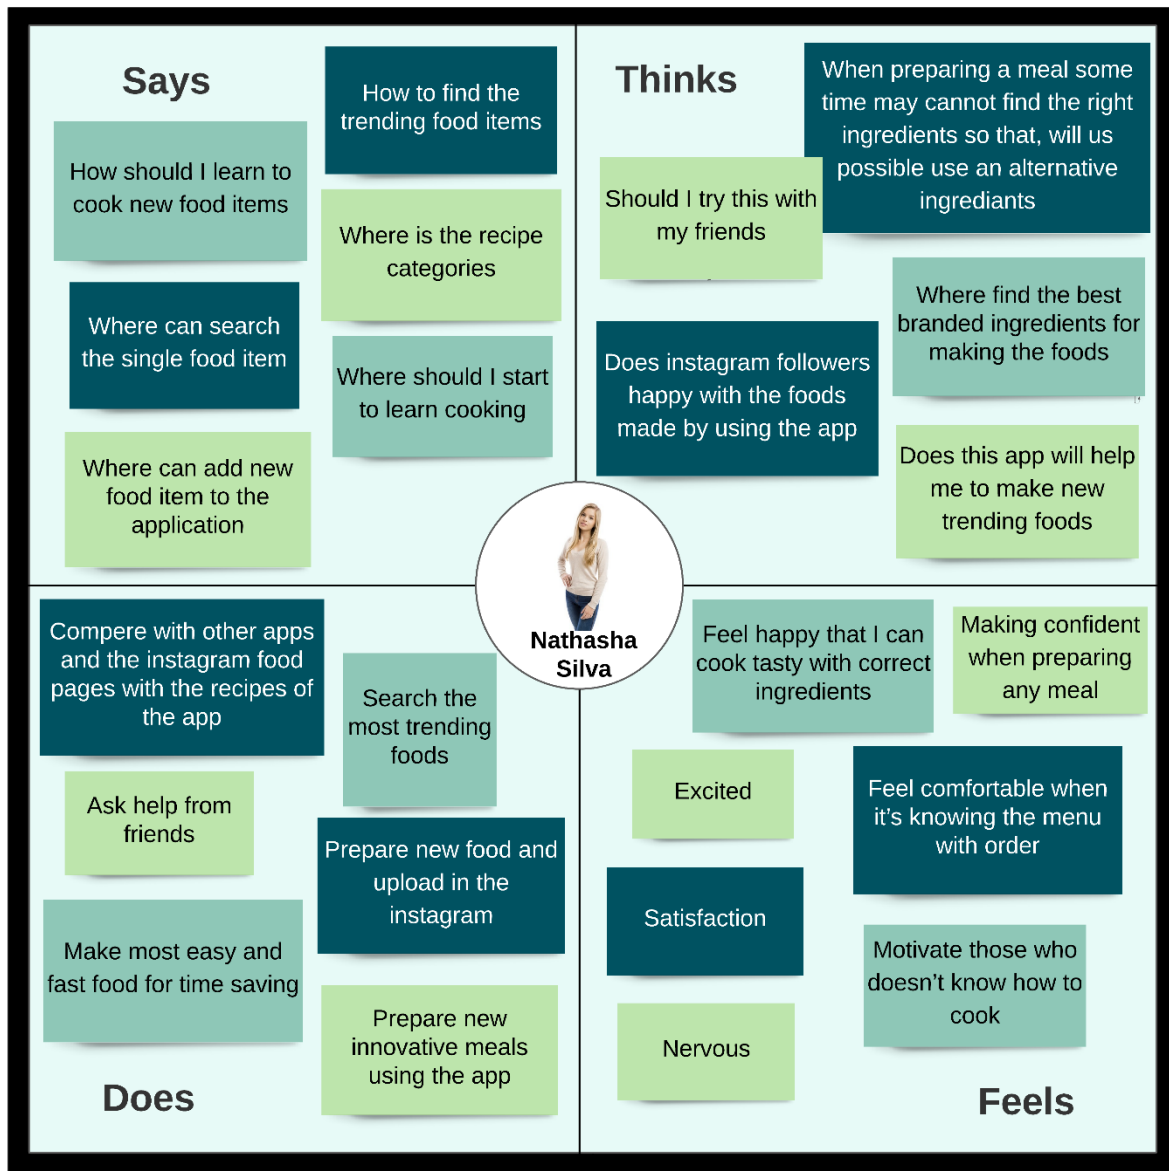 Says
How to find the
trending food items
How should I learn to
cook new food items
Where is the recipe
categories
Where can search
the single food item
Where should I start
to learn cooking
Where can add new
food item to the
application
Thinks
When preparing a meal some
time may cannot find the right
ingredients so that, will us
possible use an alternative
ingrediants
Should I try this with
my friends
Where find the best
branded ingredients for
making the foods
Does instagram followers
happy with the foods
made by using the app
Does this app will help
me to make new
trending foods
Nathasha
Silva
Compere with other apps
and the instagram food
pages with the recipes of
the app
Search the
most trending
foods
Ask help from
friends
Prepare new food and
upload in the
instagram
Make most easy and
fast food for time saving
Prepare new
innovative meals
using the app
Does
Feel happy that I can
cook tasty with correct
ingredients
Making confident
when preparing
any meal
Excited
Feel comfortable when
it's knowing the menu
with order
Satisfaction
Motivate those who
doesn't know how to
cook
Nervous
Feels